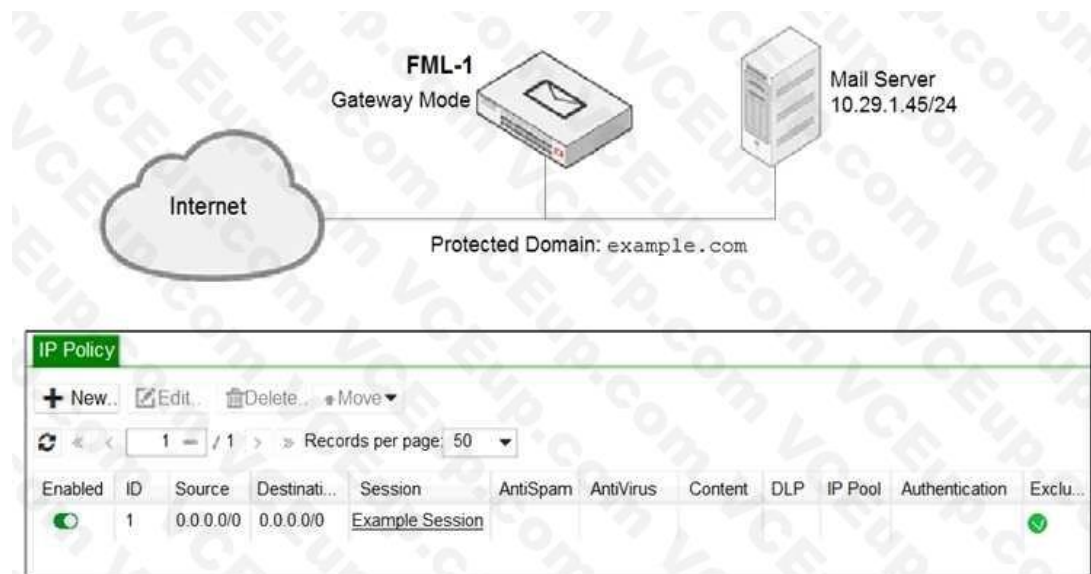 FML-1
Gateway Mode
Mail Server
10.29.1.45/24
Internet
Protected Domain: example.com
IP Policy
New.. Edit.. Delete.. Move
1 / 1 Records per page: 50
Enabled ID Source Destinati... Session AntiSpam AntiVirus Content DLP IP Pool Authentication Exclu...
1 0.0.0.0/0 0.0.0.0/0 Example Session
VCEup.com